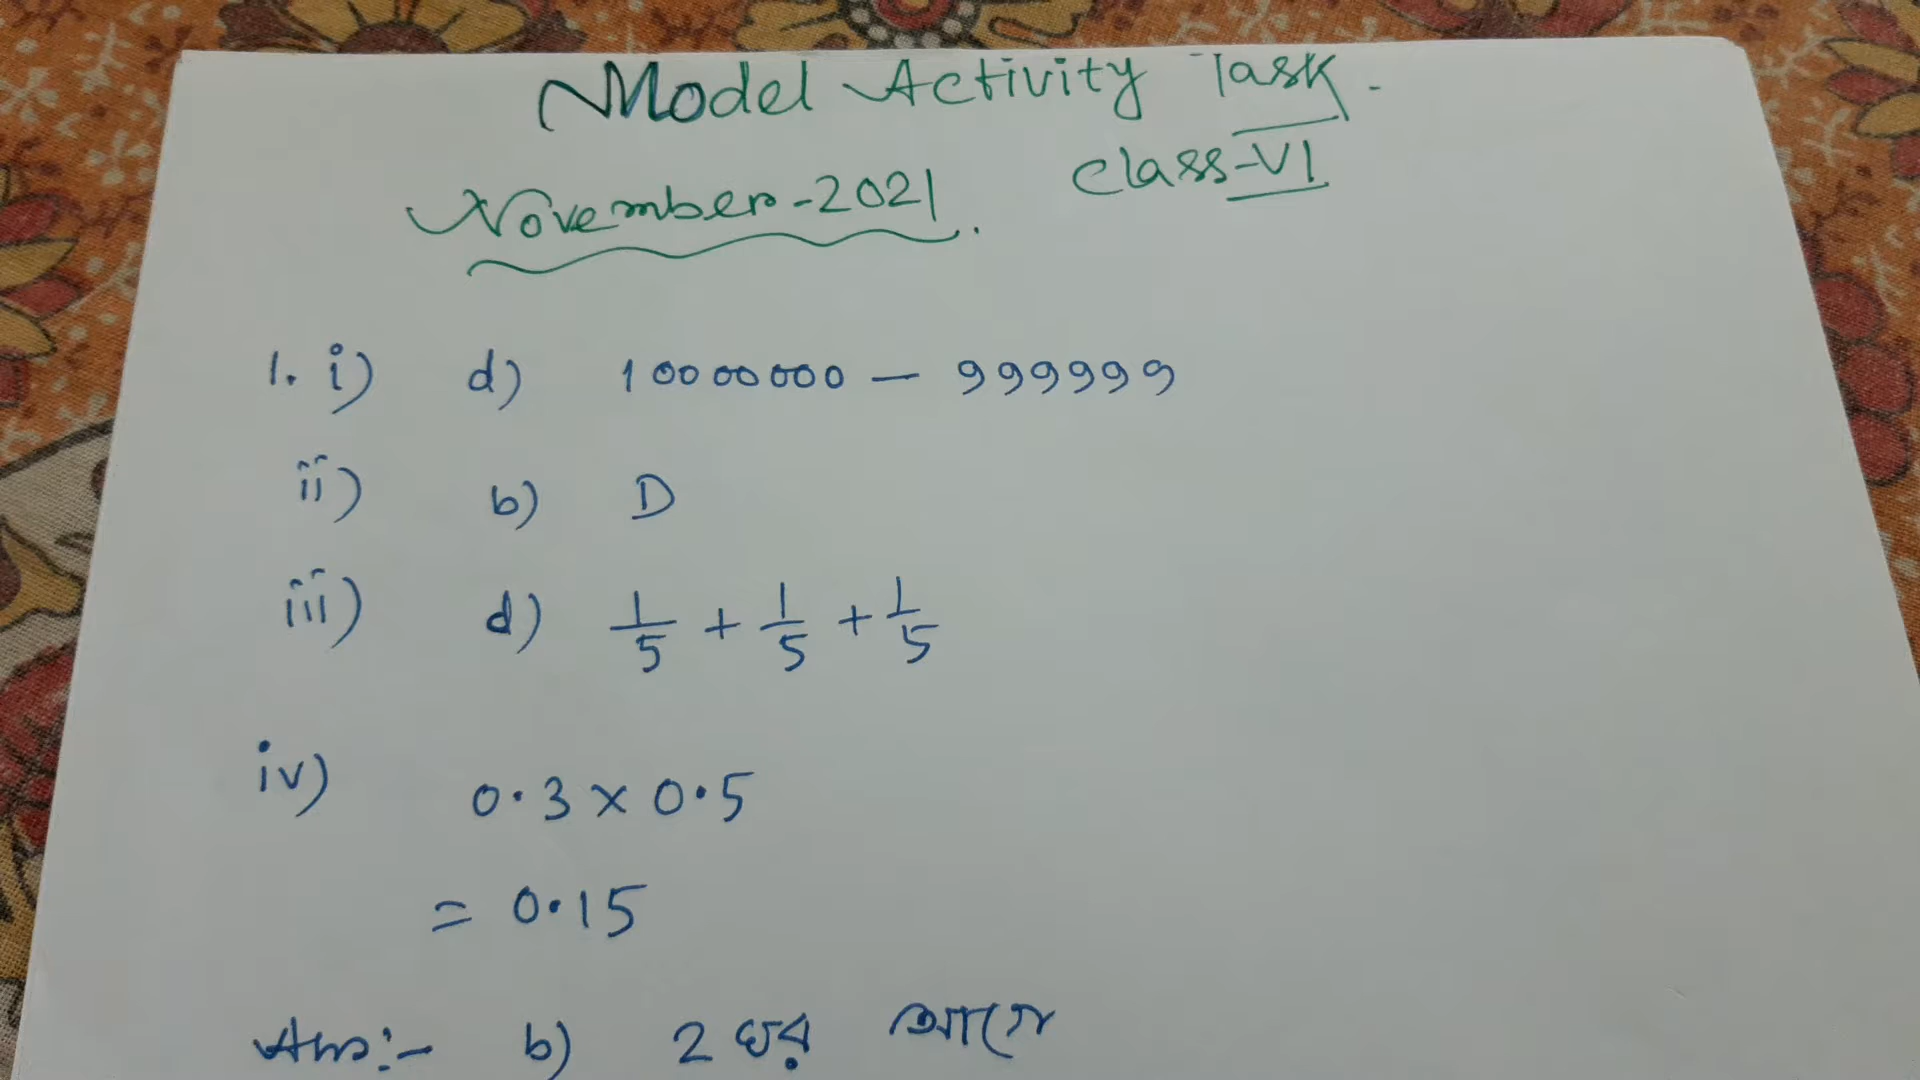 Model Activity Task.
Class-VI
November-2021.
1. i) d) 10000000 - 999999
ii) b) D
iii) d) 1/5 + 1/5 + 1/5
iv) 0.3 x 0.5
= 0.15
Ans:- b) 2 ঘর আগে